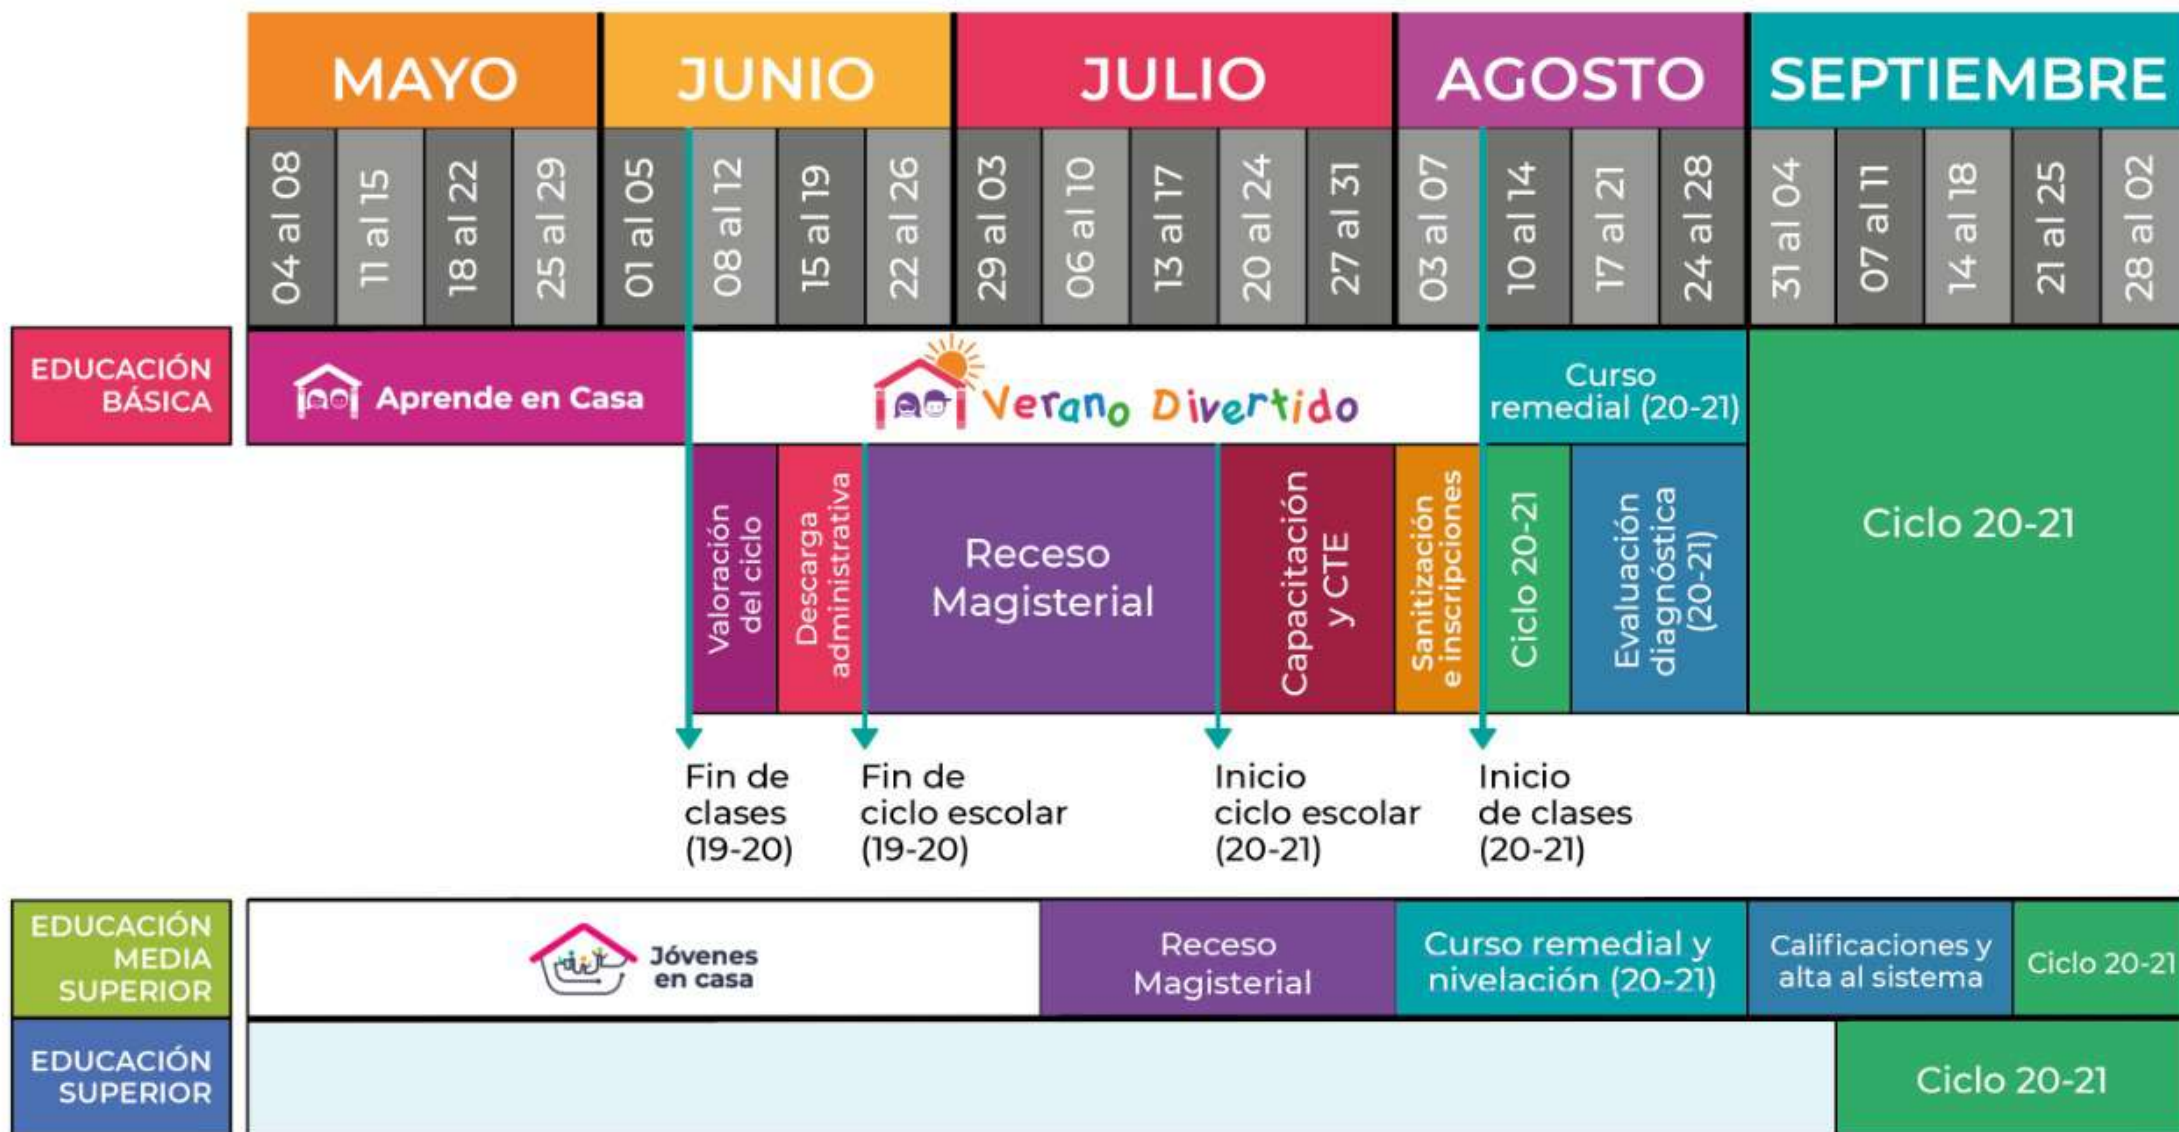 MAYO
JUNIO
JULIO
AGOSTO
SEPTIEMBRE
04 al 08
11 al 15
18 al 22
25 al 29
01 al 05
08 al 12
15 al 19
22 al 26
29 al 03
06 al 10
13 al 17
20 al 24
27 al 31
03 al 07
10 al 14
17 al 21
24 al 28
31 al 04
07 al 11
14 al 18
21 al 25
28 al 02
EDUCACIÓN
BÁSICA
Aprende en Casa
Verano Divertido
Curso
remedial (20-21)
Valoración
del ciclo
Descarga
administrativa
Receso
Magisterial
Capacitación
y CTE
Sanitización
e inscripciones
Ciclo 20-21
Evaluación
diagnóstica
(20-21)
Ciclo 20-21
Fin de
clases
(19-20)
Fin de
ciclo escolar
(19-20)
Inicio
ciclo escolar
(20-21)
Inicio
de clases
(20-21)
EDUCACIÓN
MEDIA
SUPERIOR
Jóvenes
en casa
Receso
Magisterial
Curso remedial y
nivelación (20-21)
Calificaciones y
alta al sistema
Ciclo 20-21
EDUCACIÓN
SUPERIOR
Ciclo 20-21